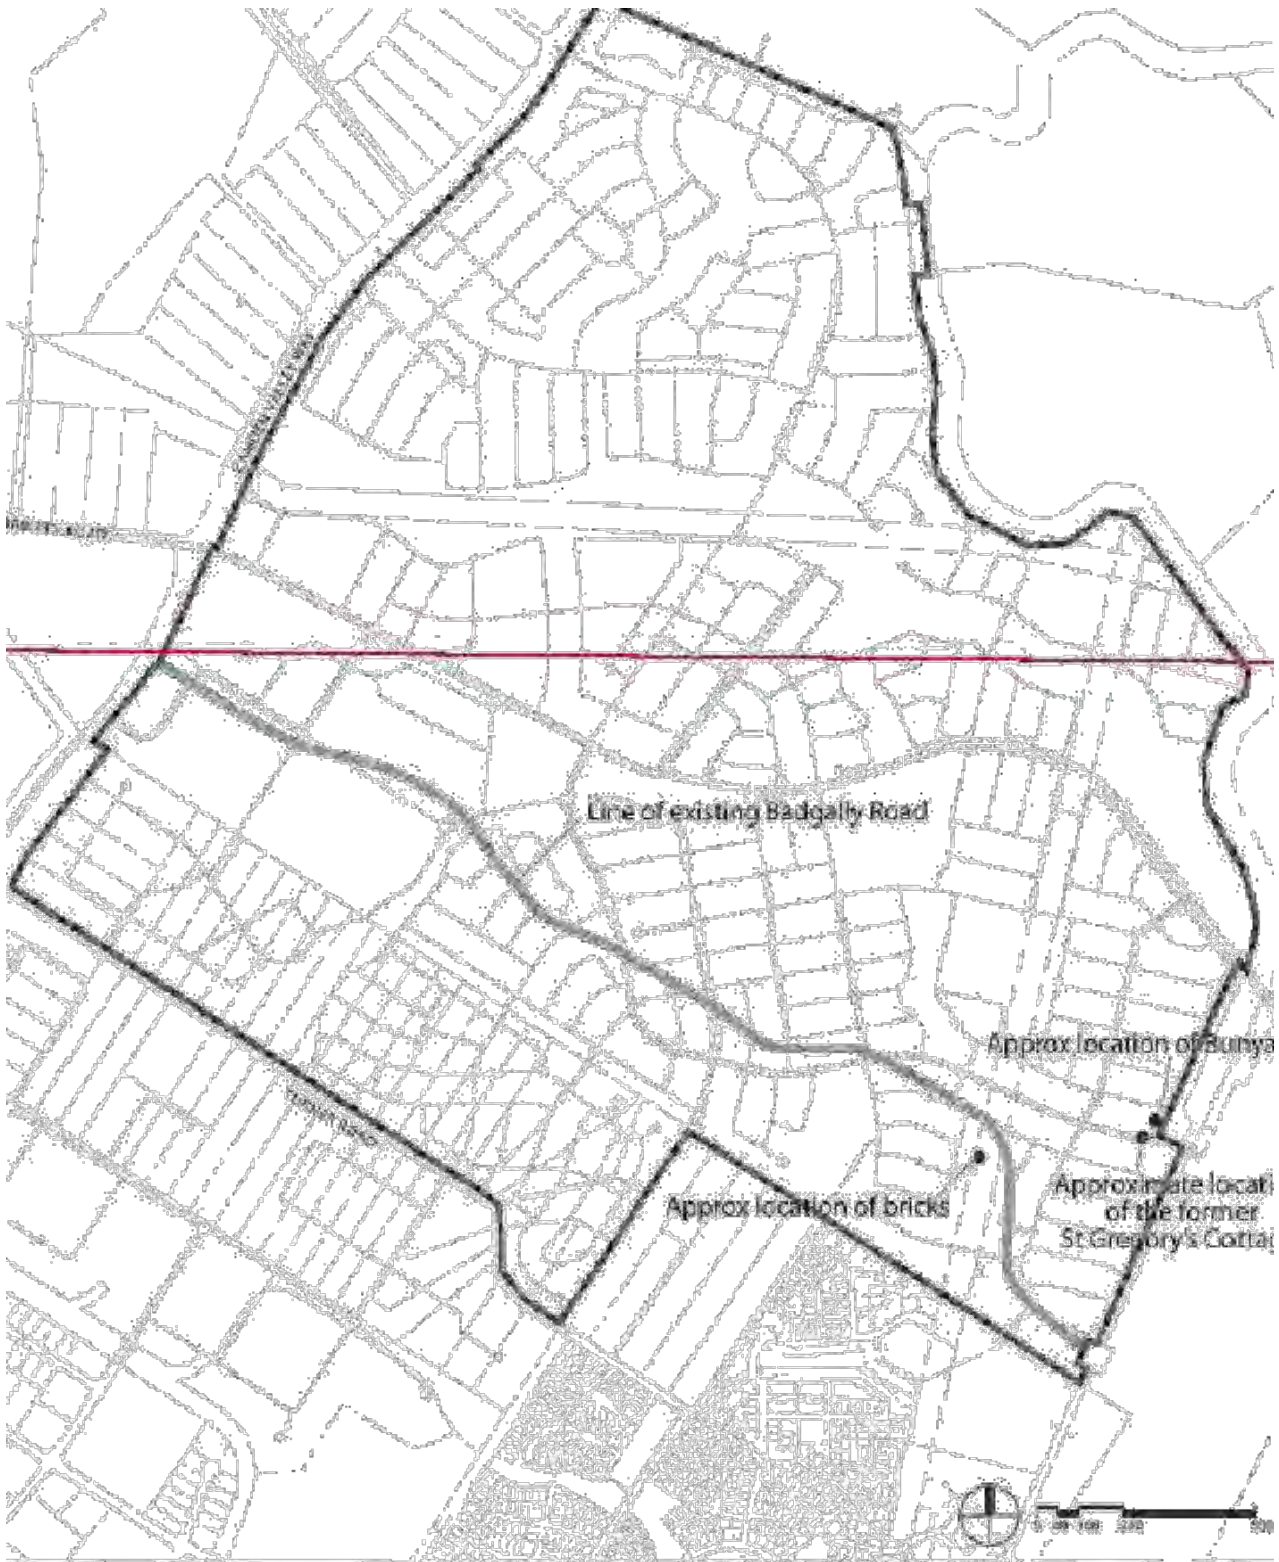 Line of existing Badgally Road
Approx location of Bunya
Approx location of bricks
Approximate locati
of the former
St Gregory's Cottag